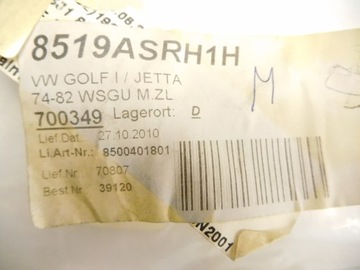 8519ASRH1H
VW GOLF I / JETTA
74-82 WSGU M.ZL
700349 Lagerort: D
Lief Dat: 27.10.2010
Li.Art-Nr.: 8500401801
Lief Nr 70807
Best Nr 39120
M
N2001